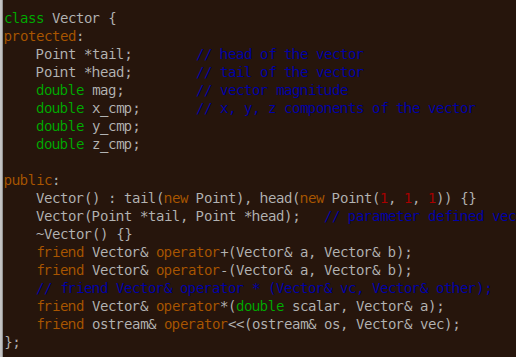 class Vector {
protected:
    Point *tail;        // head of the vector
    Point *head;        // tail of the vector
    double mag;         // vector magnitude
    double x_cmp;       // x, y, z components of the vector
    double y_cmp;
    double z_cmp;

public:
    Vector() : tail(new Point), head(new Point(1, 1, 1)) {}
    Vector(Point *tail, Point *head);   // parameter defined vec
    ~Vector() {}
    friend Vector& operator+(Vector& a, Vector& b);
    friend Vector& operator-(Vector& a, Vector& b);
    // friend Vector& operator * (Vector& vc, Vector& other);
    friend Vector& operator*(double scalar, Vector& a);
    friend ostream& operator<<(ostream& os, Vector& vec);
};